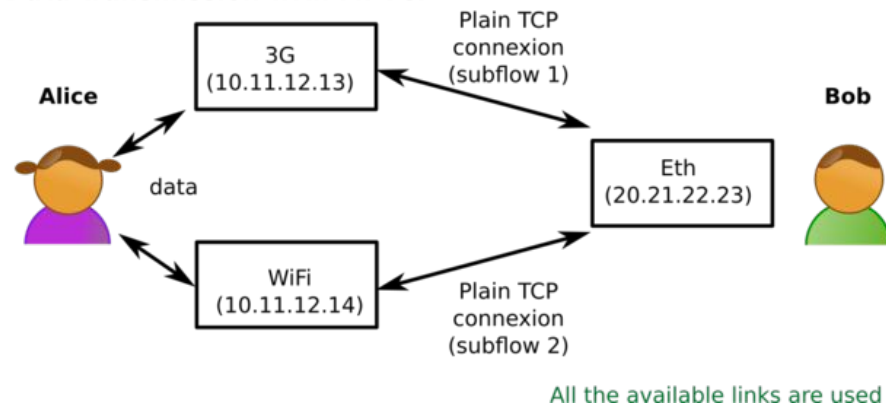 Plain TCP
connexion
(subflow 1)
3G
(10.11.12.13)
Alice
Bob
data
Eth
(20.21.22.23)
WiFi
(10.11.12.14)
Plain TCP
connexion
(subflow 2)
All the available links are used